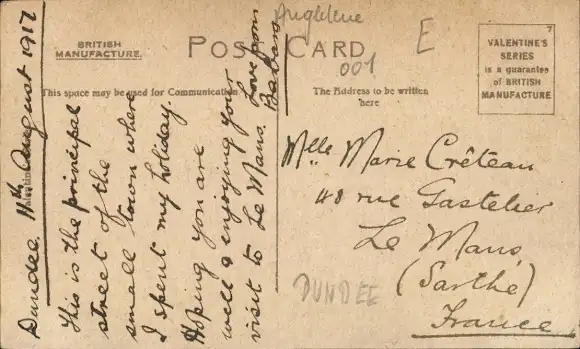 BRITISH
MANUFACTURE.
POST CARD
Angleterre
001
E
7
VALENTINE'S
SERIES
is a guarantee
of BRITISH
MANUFACTURE
This space may be used for Communication
The Address to be written
here
Dundee 11th August 1917
This is the principal
street of the
small town where
I spent my holiday.
Hoping you are
well & enjoying your
visit to Le Mans.
Love from
Mlle. Marie Crêteau
48 rue Gastelier
Le Mans
(Sarthe)
France
DUNDEE